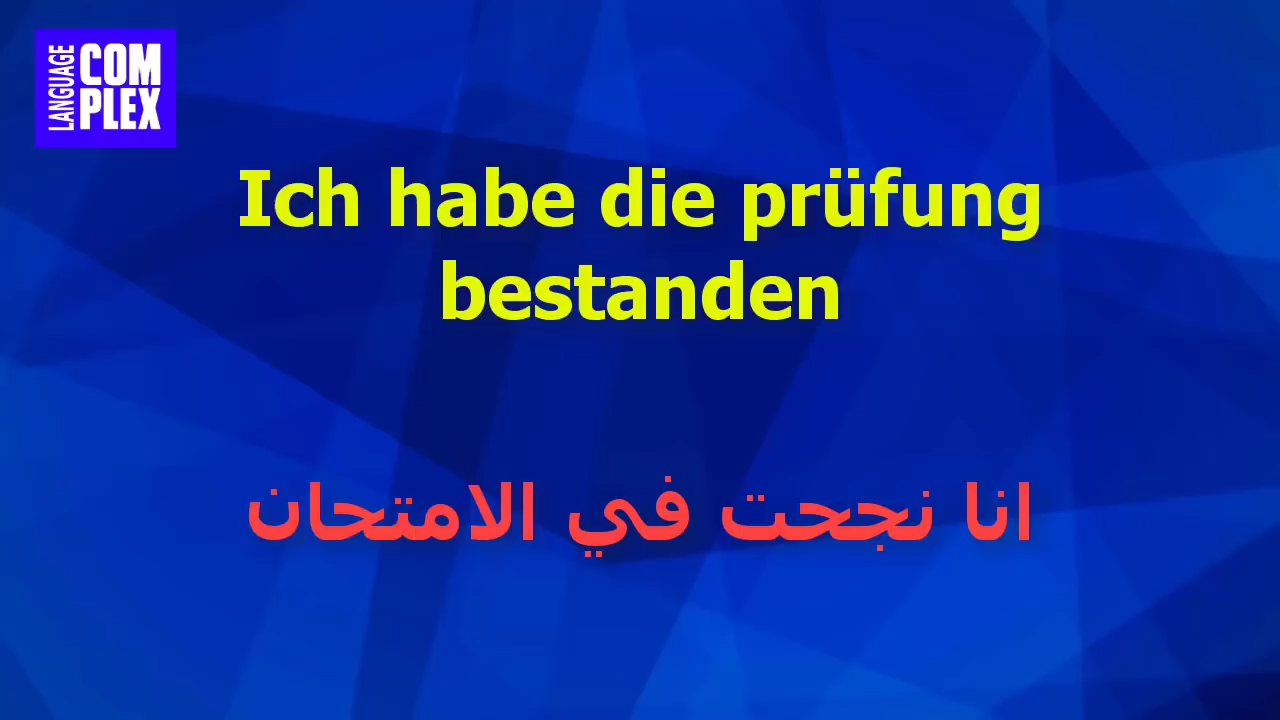 LANGUAGE
COM
PLEX
Ich habe die prüfung
bestanden
انا نجحت في الامتحان